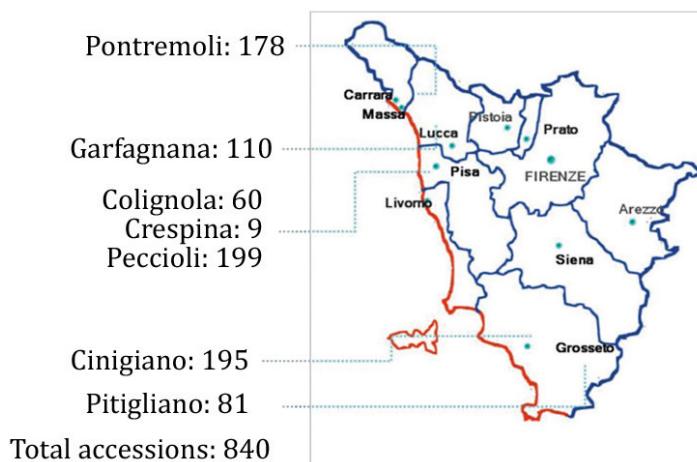 Pontremoli: 178
Carrara
Massa
Pistoia
Prato
Lucca
Garfagnana: 110
Pisa
FIRENZE
Colignola: 60
Livorno
Arezzo
Crespina: 9
Peccioli: 199
Siena
Cinigiano: 195
Grosseto
Pitigliano: 81
Total accessions: 840